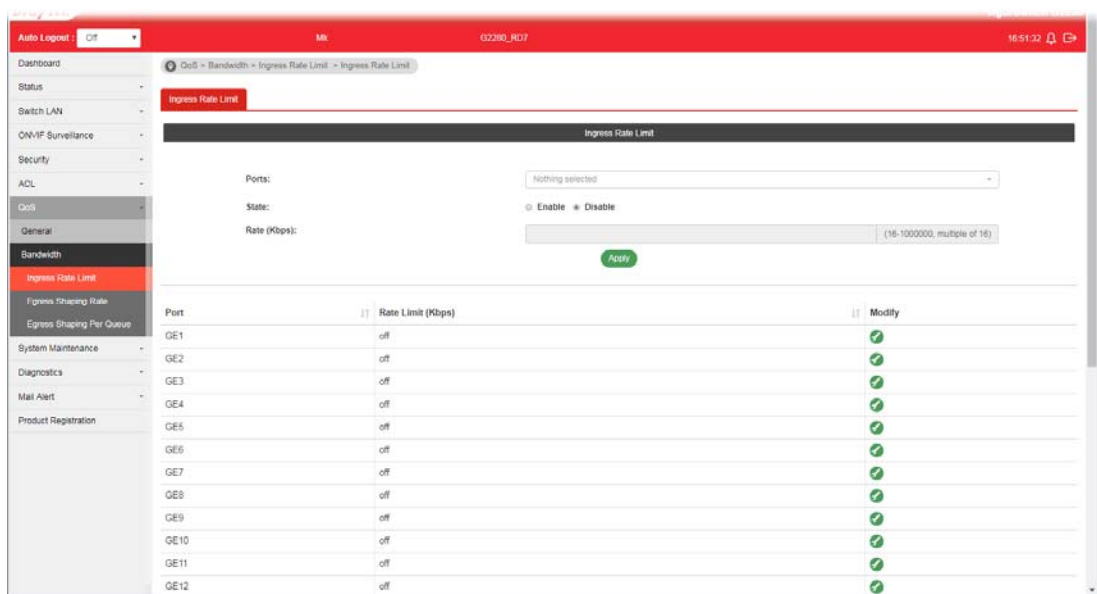 Auto Logout : Off
Mk
G2280_RD7
16:51:32
Dashboard
Status
Switch LAN
ONVIF Surveillance
Security
ACL
QoS
General
Bandwidth
Ingress Rate Limit
Egress Shaping Rate
Egress Shaping Per Queue
System Maintenance
Diagnostics
Mail Alert
Product Registration
QoS > Bandwidth > Ingress Rate Limit > Ingress Rate Limit
Ingress Rate Limit
Ingress Rate Limit
Ports: Nothing selected
State: Enable Disable
Rate (Kbps): (16-1000000, multiple of 16)
Apply
Port Rate Limit (Kbps) Modify
GE1 off
GE2 off
GE3 off
GE4 off
GE5 off
GE6 off
GE7 off
GE8 off
GE9 off
GE10 off
GE11 off
GE12 off